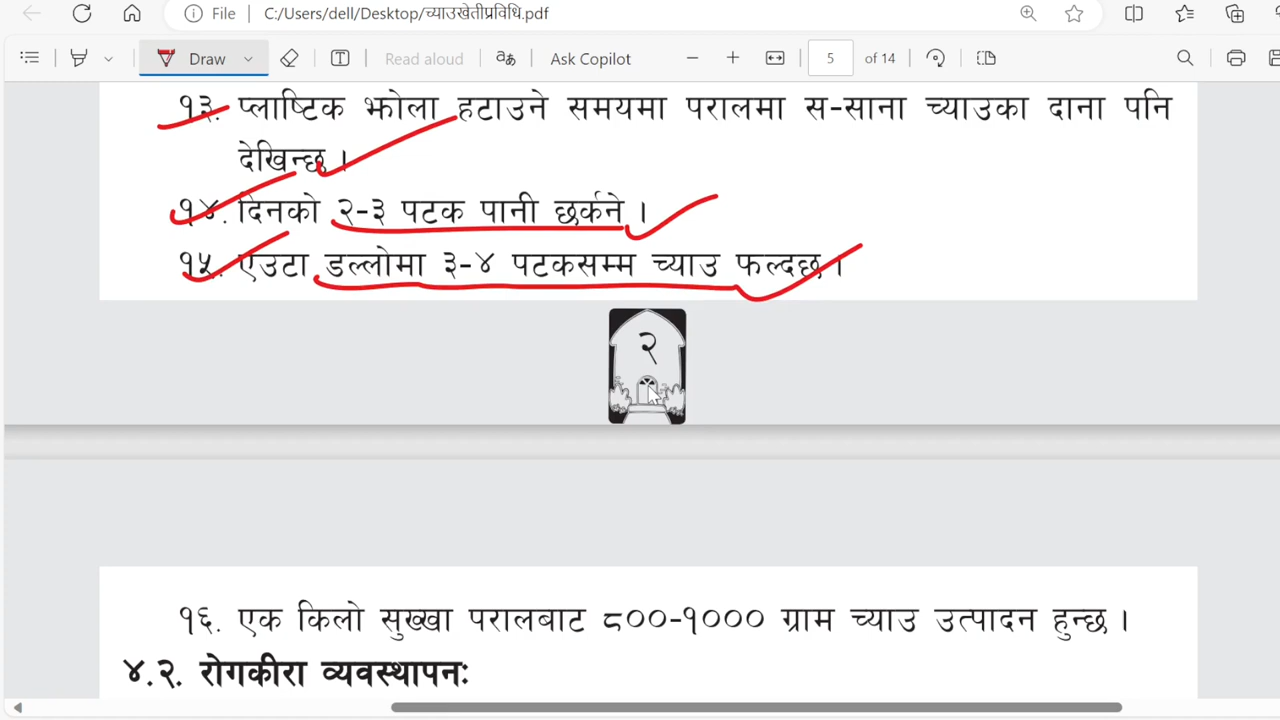 File C:/Users/dell/Desktop/च्याउखेतीप्रविधि.pdf
Draw Read aloud aあ Ask Copilot 5 of 14
१३. प्लाष्टिक झोला हटाउने समयमा परालमा स-साना च्याउका दाना पनि
देखिन्छ ।
१४. दिनको २-३ पटक पानी छर्कने ।
१५. एउटा डल्लोमा ३-४ पटकसम्म च्याउ फल्दछ ।
२
१६. एक किलो सुख्खा परालबाट ८००-१००० ग्राम च्याउ उत्पादन हुन्छ ।
४.२. रोगकीरा व्यवस्थापनः